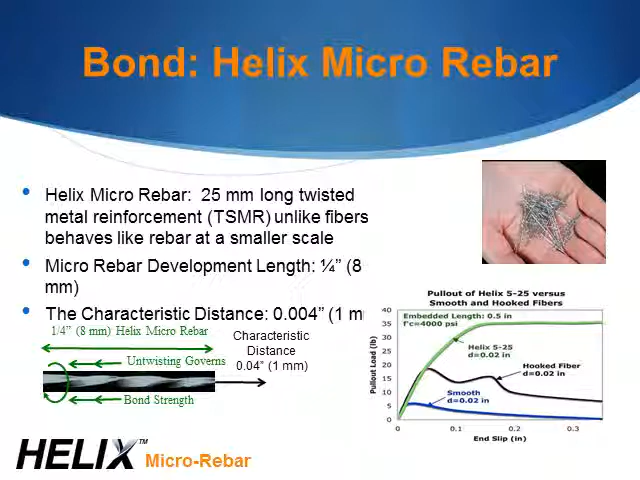 Bond: Helix Micro Rebar
Helix Micro Rebar: 25 mm long twisted
metal reinforcement (TSMR) unlike fibers
behaves like rebar at a smaller scale
Micro Rebar Development Length: ¼” (8
mm)
The Characteristic Distance: 0.004” (1 m
1/4” (8 mm) Helix Micro Rebar
Untwisting Governs
Bond Strength
Characteristic
Distance
0.04” (1 mm)
Pullout of Helix 5-25 versus
Smooth and Hooked Fibers
Embedded Length: 0.5 in
f'c=4000 psi
Helix 5-25
d=0.02 in
Hooked Fiber
d=0.02 in
Smooth
d=0.02 in
Pullout Load (lb)
40
35
30
25
20
15
10
5
0
0
0.1
0.2
0.3
End Slip (in)
HELIX™
Micro-Rebar